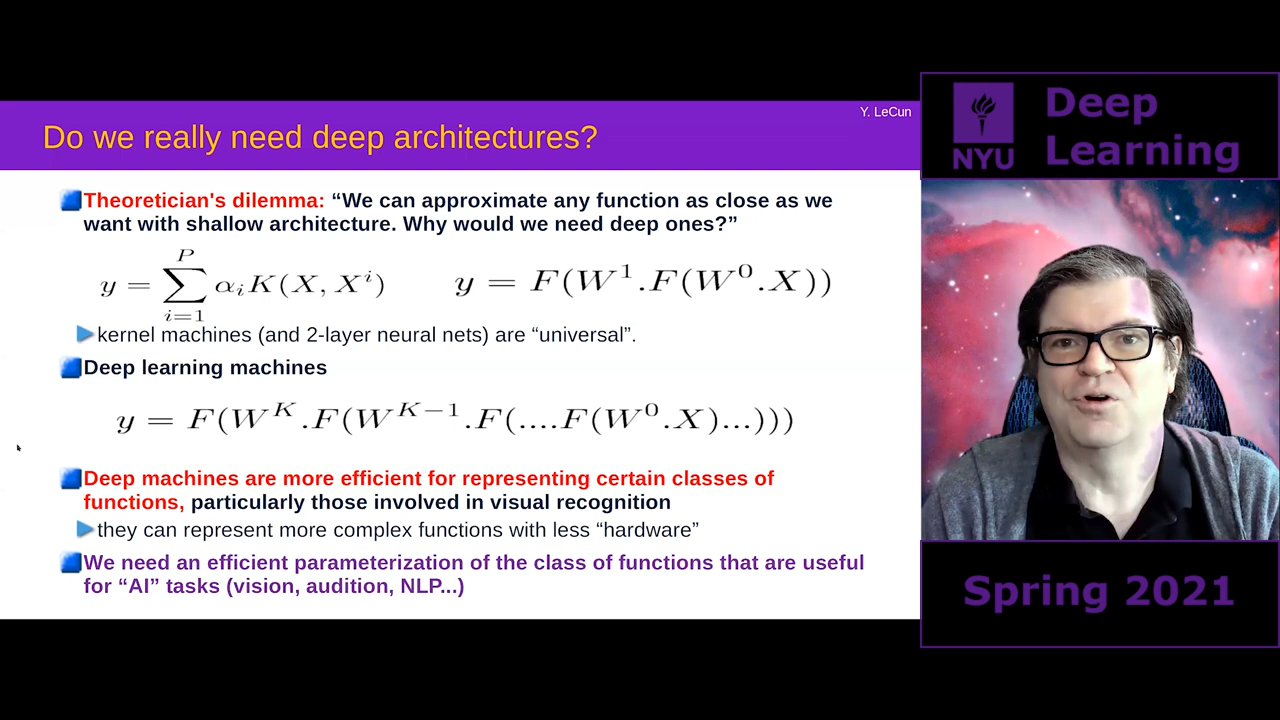 Y. LeCun
Do we really need deep architectures?
Theoretician's dilemma: “We can approximate any function as close as we
want with shallow architecture. Why would we need deep ones?”
y = \sum_{i=1}^{P} α_i K(X, X^i)
y = F(W^1.F(W^0.X))
kernel machines (and 2-layer neural nets) are “universal”.
Deep learning machines
y = F(W^K.F(W^{K-1}.F(....F(W^0.X)...)))
Deep machines are more efficient for representing certain classes of
functions, particularly those involved in visual recognition
they can represent more complex functions with less “hardware”
We need an efficient parameterization of the class of functions that are useful
for “AI” tasks (vision, audition, NLP...)
NYU
Deep
Learning
Spring 2021